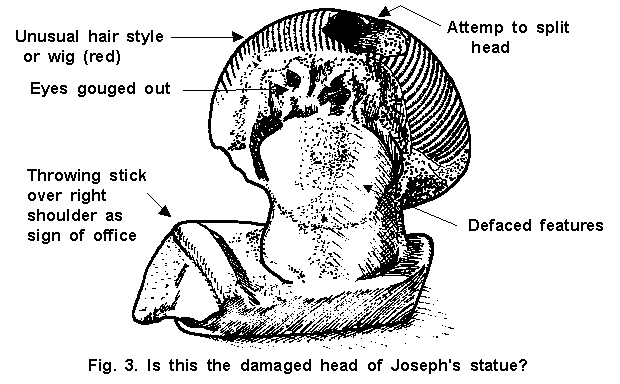 Unusual hair style
or wig (red)
Attemp to split
head
Eyes gouged out
Throwing stick
over right
shoulder as
sign of office
Defaced features
Fig. 3. Is this the damaged head of Joseph's statue?